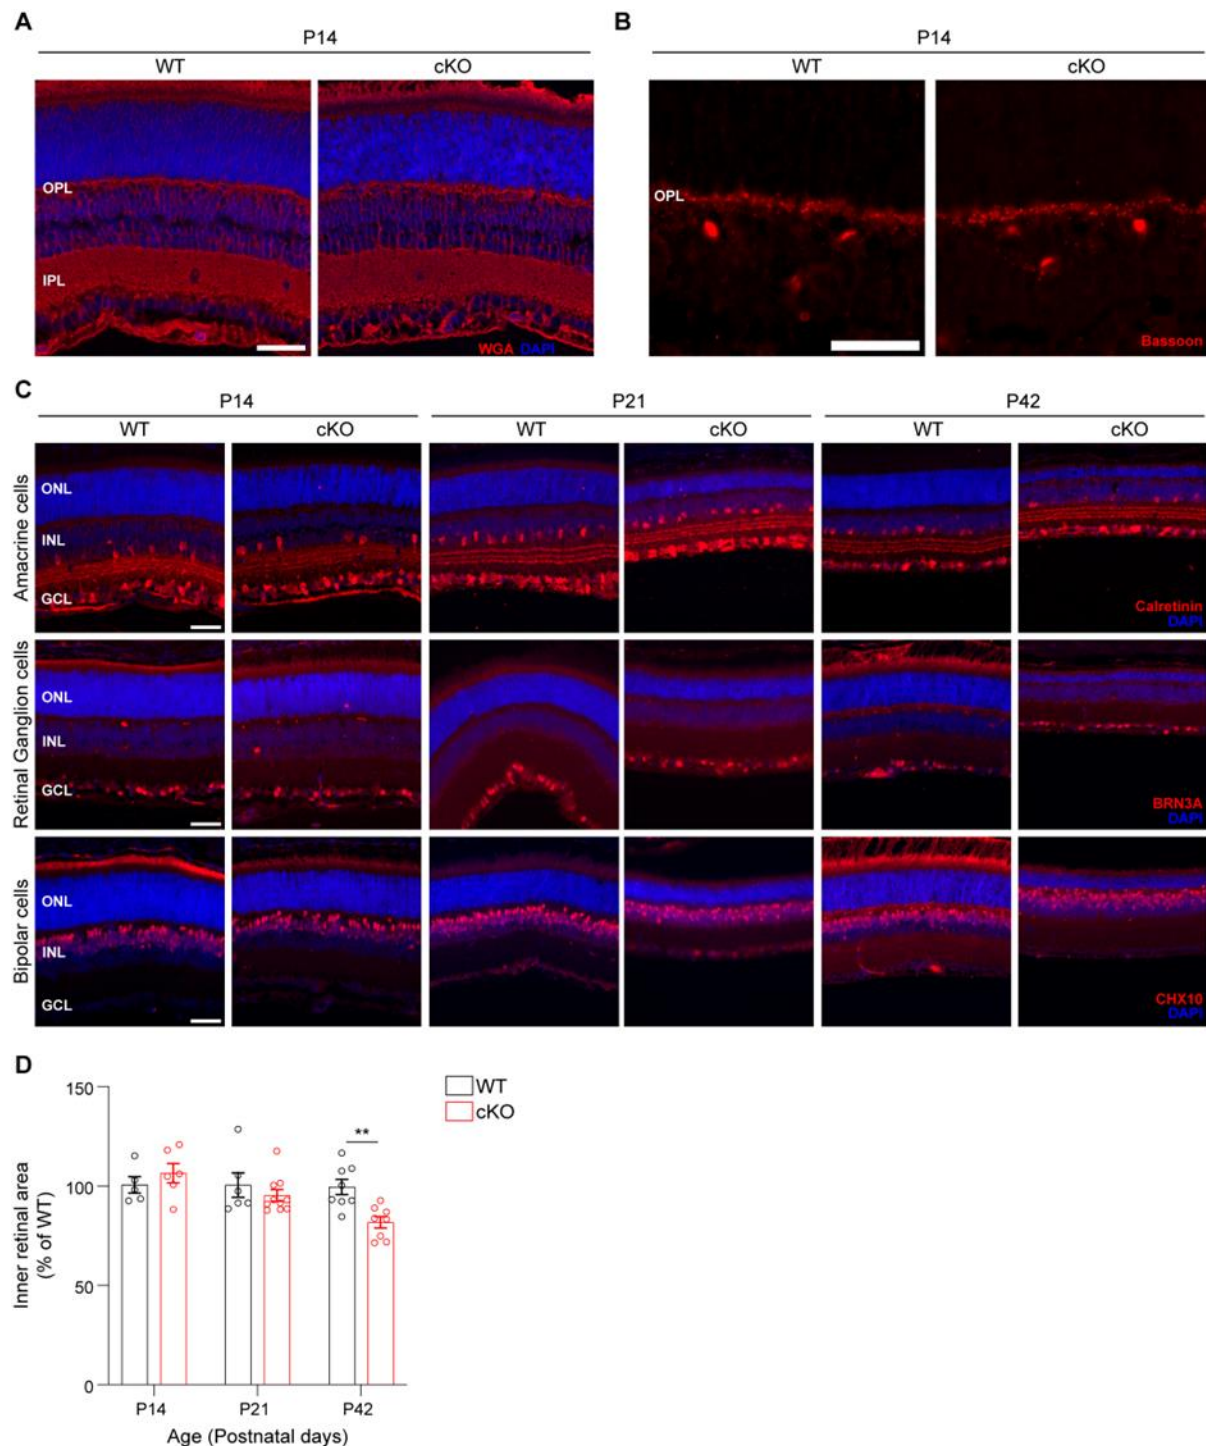 A
P14
WT cKO
OPL
IPL
WGA DAPI
B
P14
WT cKO
OPL
Bassoon
C
P14 P21 P42
WT cKO WT cKO WT cKO
Amacrine cells
ONL
INL
GCL
Calretinin
DAPI
Retinal Ganglion cells
ONL
INL
GCL
BRN3A
DAPI
Bipolar cells
ONL
INL
GCL
CHX10
DAPI
D
WT
cKO
Inner retinal area
(% of WT)
150
100
50
0
**
P14 P21 P42
Age (Postnatal days)